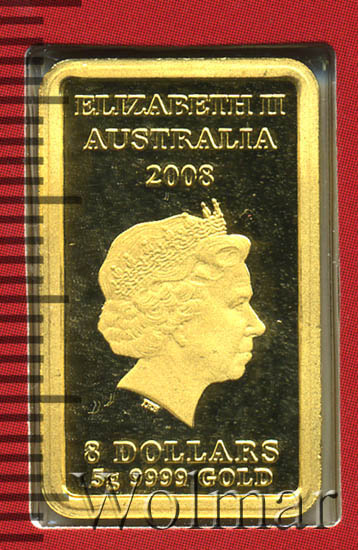 ELIZABETH II
AUSTRALIA
2008
8 DOLLARS
5g 9999 GOLD
Wolmar